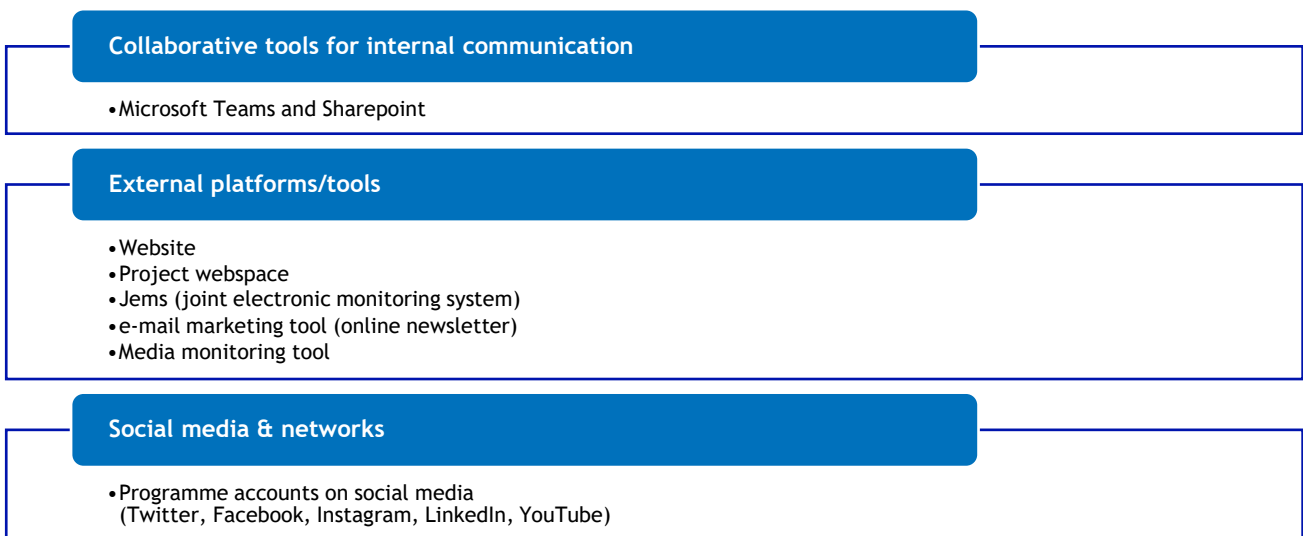 Collaborative tools for internal communication
•Microsoft Teams and Sharepoint
External platforms/tools
•Website
•Project webspace
•Jems (joint electronic monitoring system)
•e-mail marketing tool (online newsletter)
•Media monitoring tool
Social media & networks
•Programme accounts on social media
(Twitter, Facebook, Instagram, LinkedIn, YouTube)